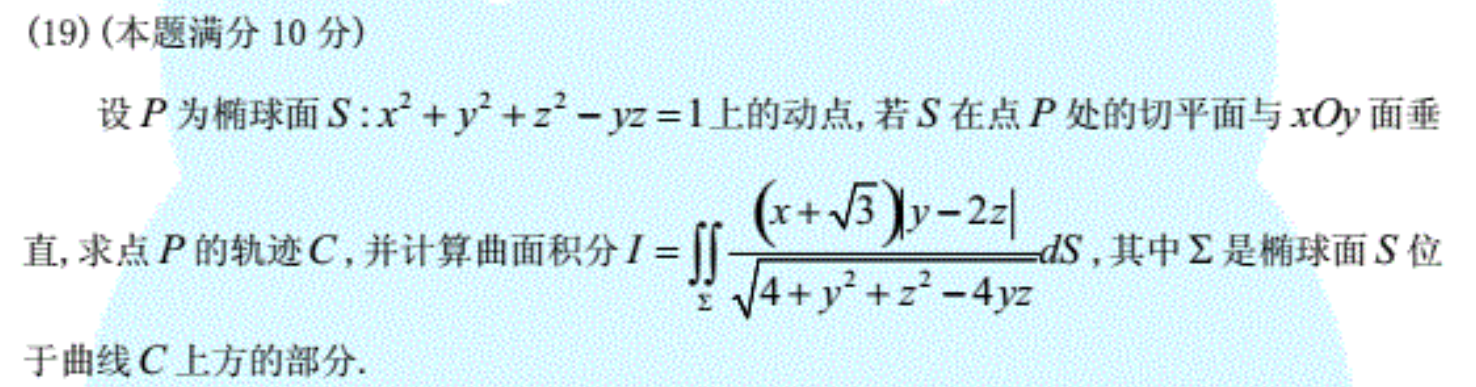 (19)(本题满分 10 分)
设 P 为椭球面 S : x² + y² + z² − yz = 1上的动点, 若 S 在点 P 处的切平面与 xOy 面垂
直, 求点 P 的轨迹 C , 并计算曲面积分 I = ∬_Σ (x + √3)|y − 2z| / √(4 + y² + z² − 4yz) dS , 其中 Σ 是椭球面 S 位
于曲线 C 上方的部分.